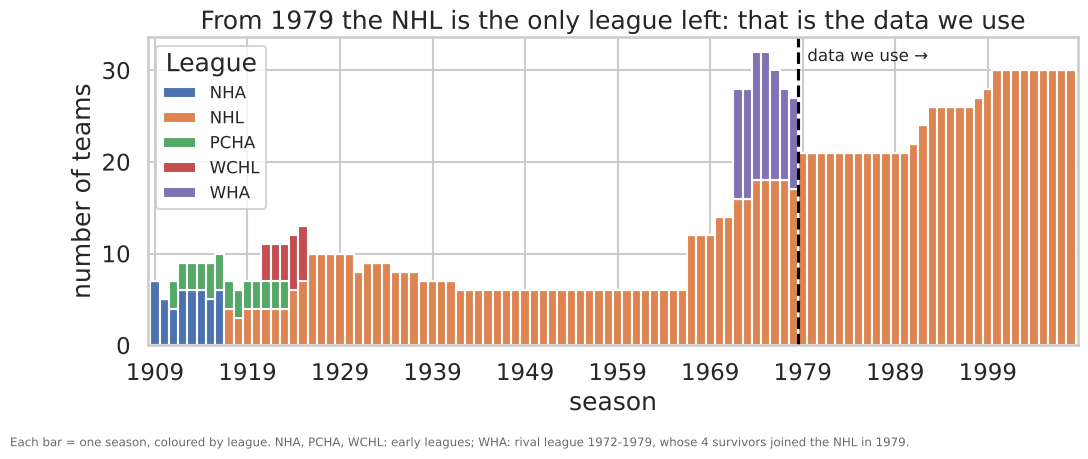 From 1979 the NHL is the only league left: that is the data we use
number of teams
30
20
10
0
League
NHA
NHL
PCHA
WCHL
WHA
data we use →
1909 1919 1929 1939 1949 1959 1969 1979 1989 1999
season
Each bar = one season, coloured by league. NHA, PCHA, WCHL: early leagues; WHA: rival league 1972-1979, whose 4 survivors joined the NHL in 1979.